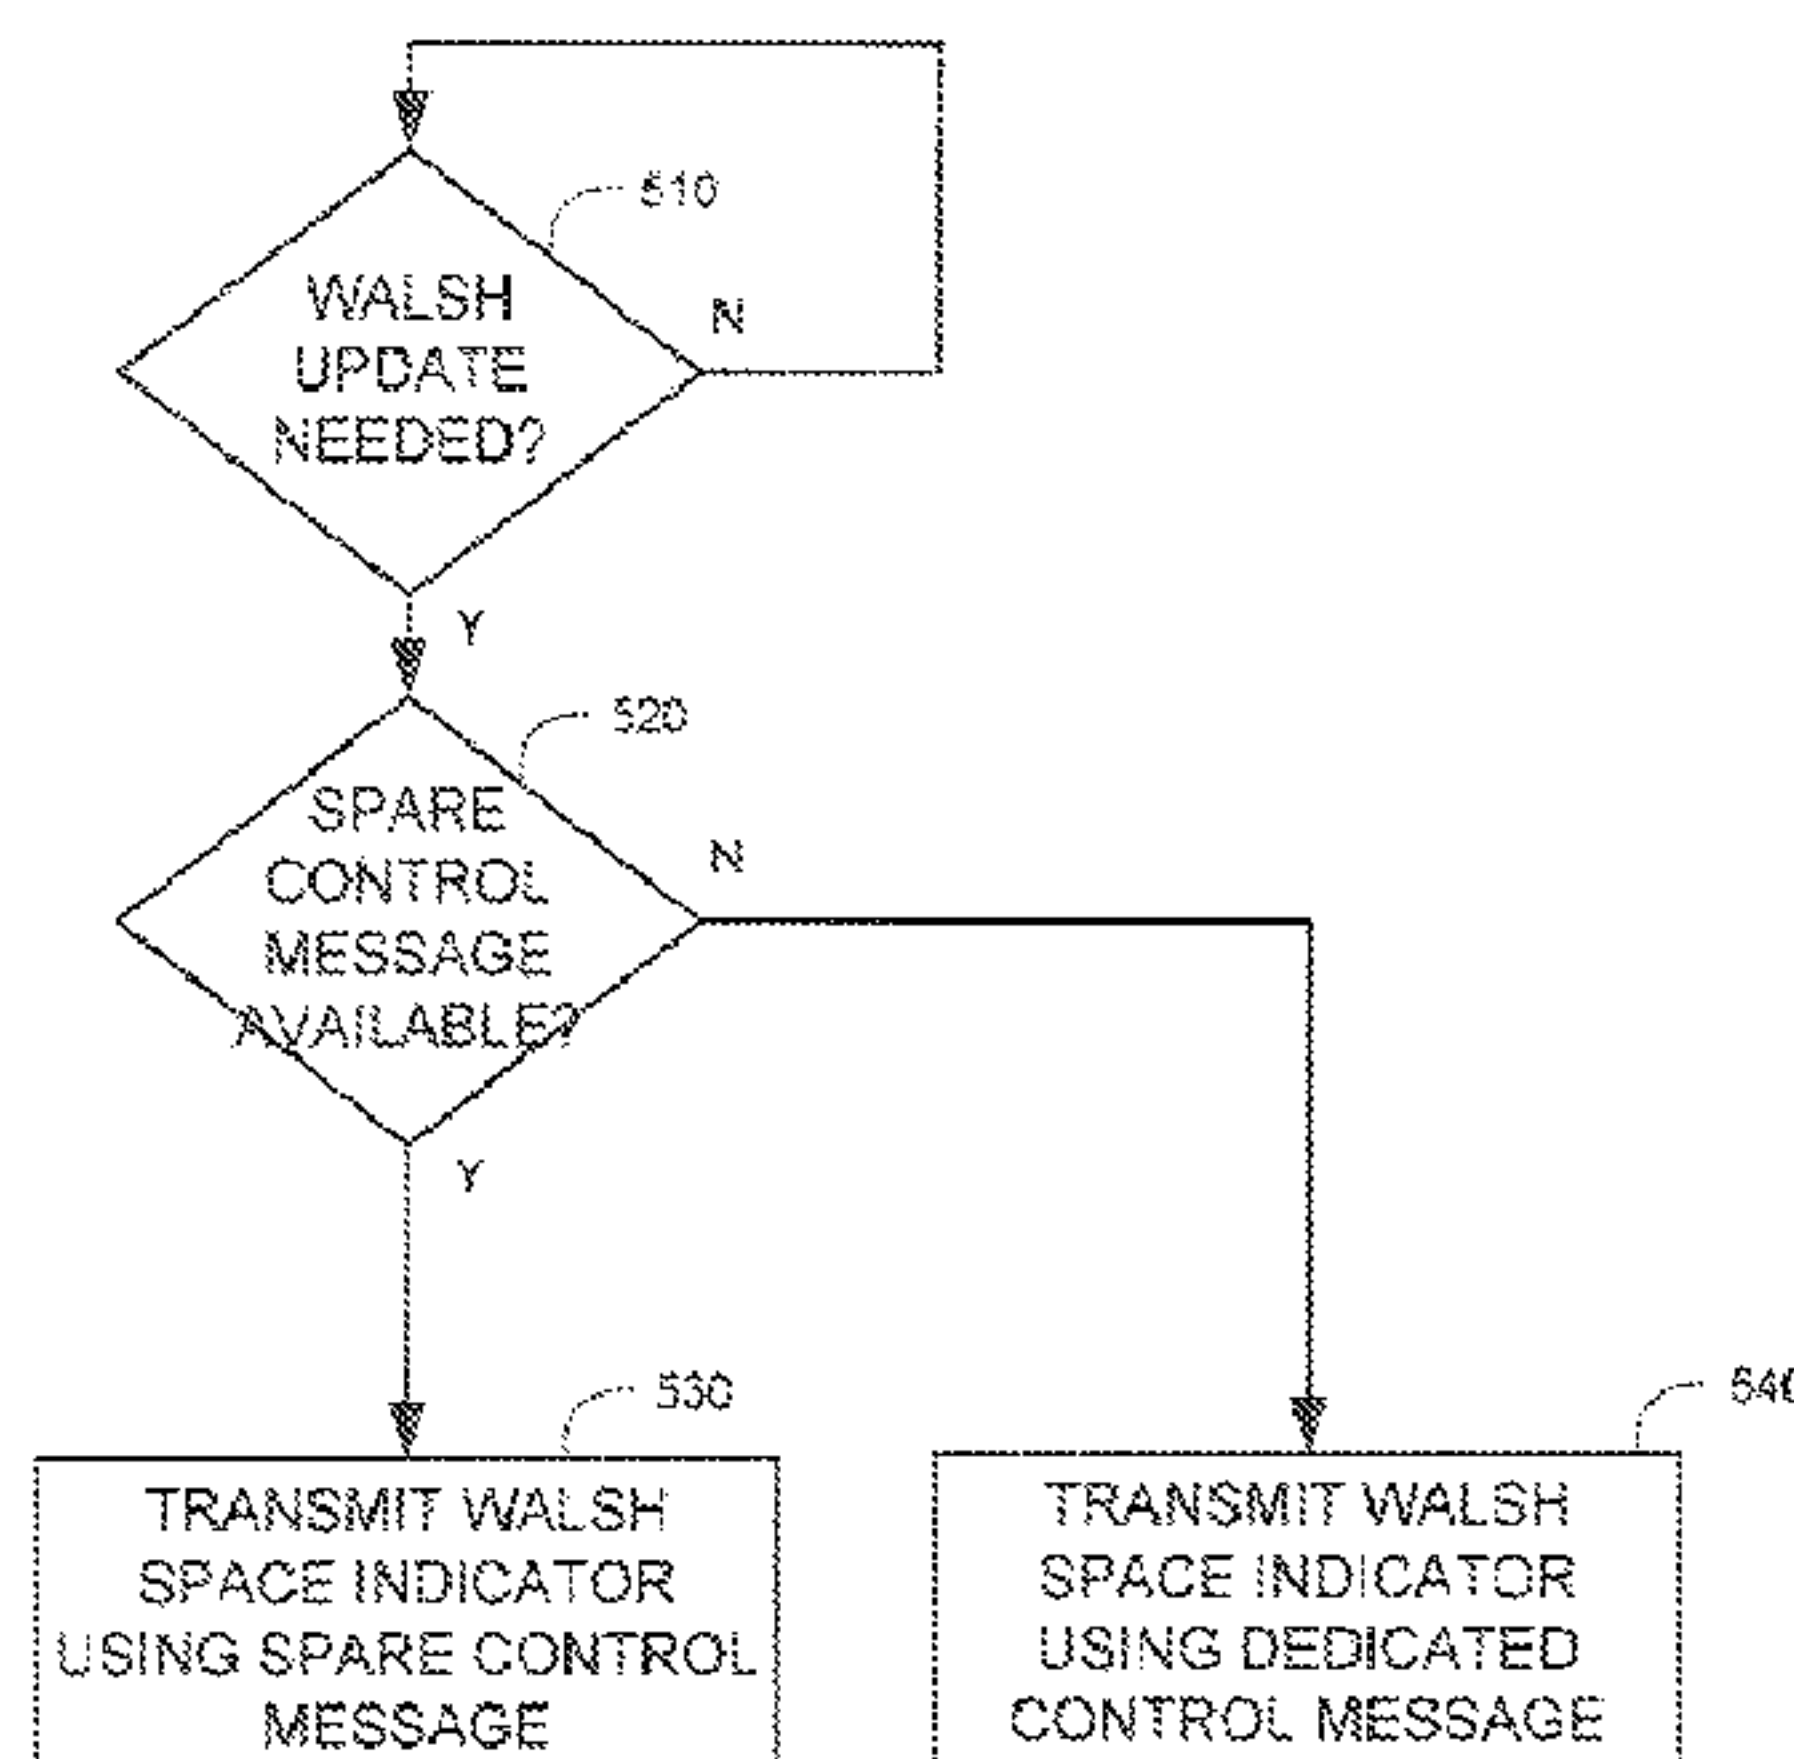 510
WALSH
UPDATE
NEEDED?
N
Y
520
SPARE
CONTROL
MESSAGE
AVAILABLE?
N
Y
530
TRANSMIT WALSH
SPACE INDICATOR
USING SPARE CONTROL
MESSAGE
540
TRANSMIT WALSH
SPACE INDICATOR
USING DEDICATED
CONTROL MESSAGE